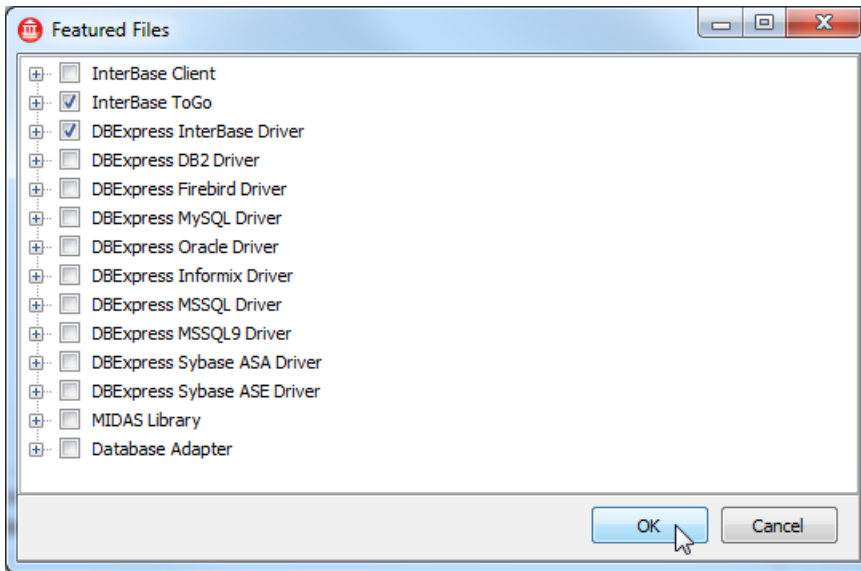 Featured Files
InterBase Client
InterBase ToGo
DBExpress InterBase Driver
DBExpress DB2 Driver
DBExpress Firebird Driver
DBExpress MySQL Driver
DBExpress Oracle Driver
DBExpress Informix Driver
DBExpress MSSQL Driver
DBExpress MSSQL9 Driver
DBExpress Sybase ASA Driver
DBExpress Sybase ASE Driver
MIDAS Library
Database Adapter
OK Cancel